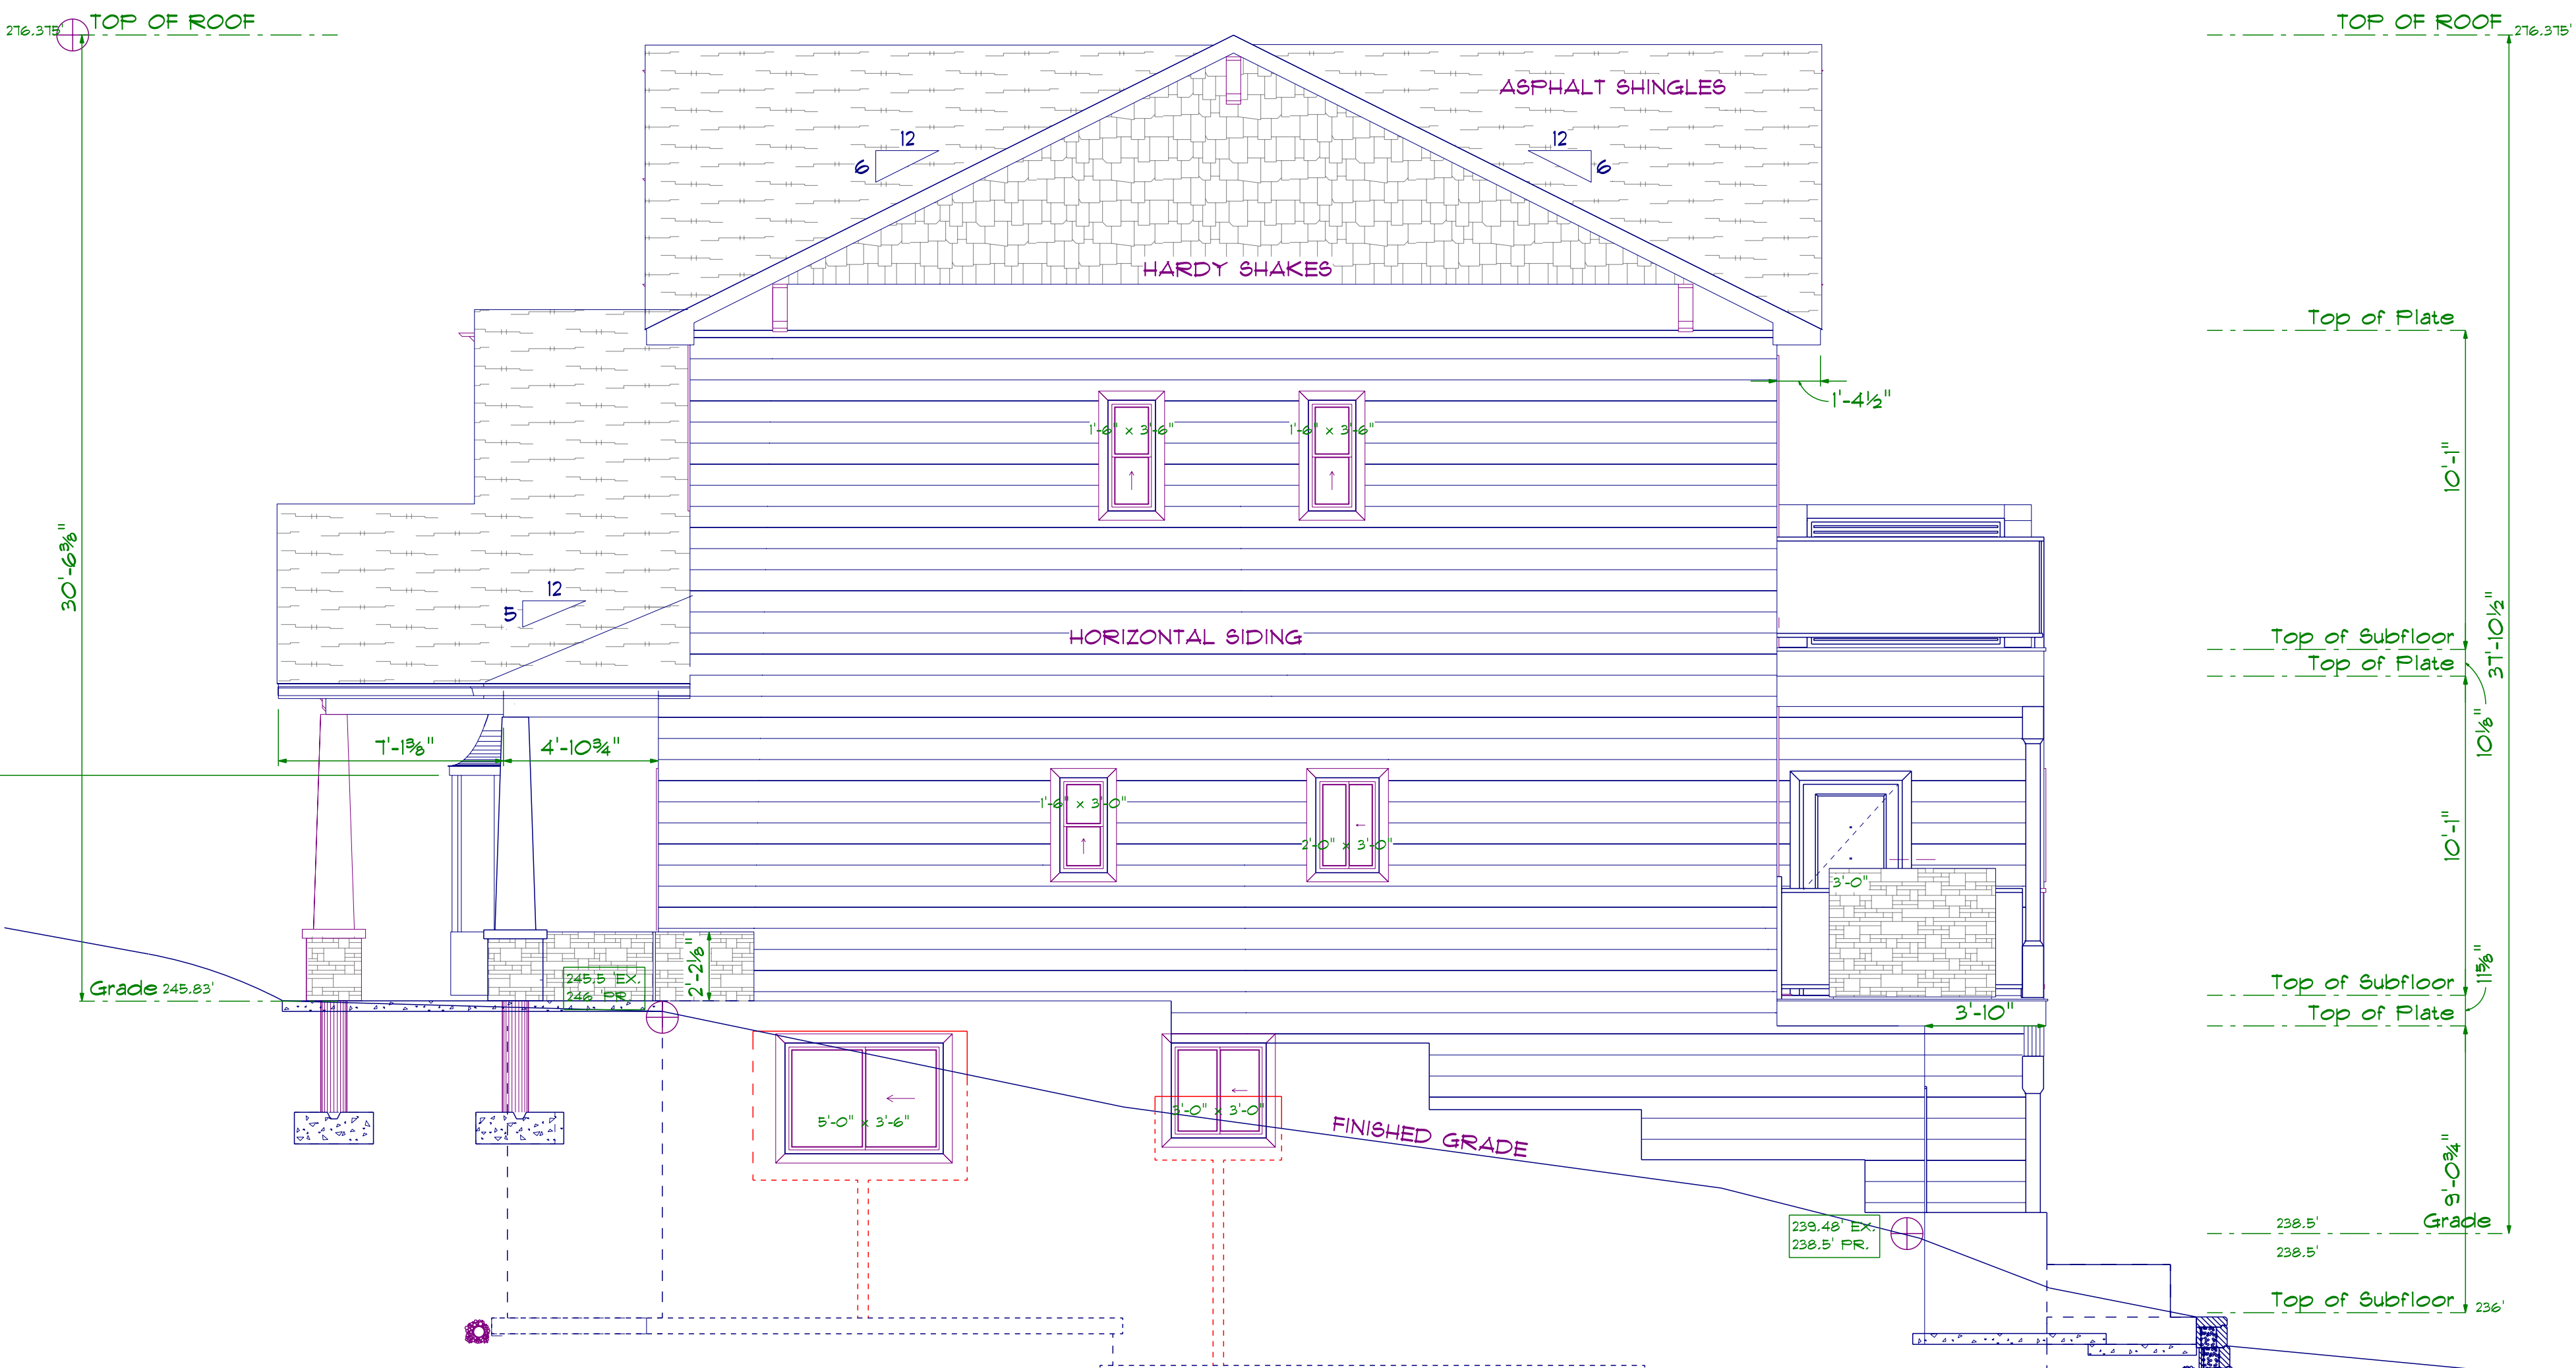 TOP OF ROOF
276.375'
TOP OF ROOF
276.375'
ASPHALT SHINGLES
12
6
12
6
HARDY SHAKES
Top of Plate
1'-4½"
1'-6" x 3'-6"
1'-6" x 3'-6"
10'-1"
30'-6⅜"
12
5
HORIZONTAL SIDING
Top of Subfloor
Top of Plate
37'-10½"
10⅛"
7'-1⅜"
4'-10¾"
1'-6" x 3'-0"
2'-0" x 3'-0"
10'-1"
3'-0"
2'-2⅛"
245.5 'EX.
246 'PR.
Grade 245.83'
Top of Subfloor
11⅝"
Top of Plate
3'-10"
5'-0" x 3'-6"
3'-0" x 3'-0"
FINISHED GRADE
9'-0¾"
239.48' EX.
238.5' PR.
238.5'
Grade
238.5'
Top of Subfloor 236'